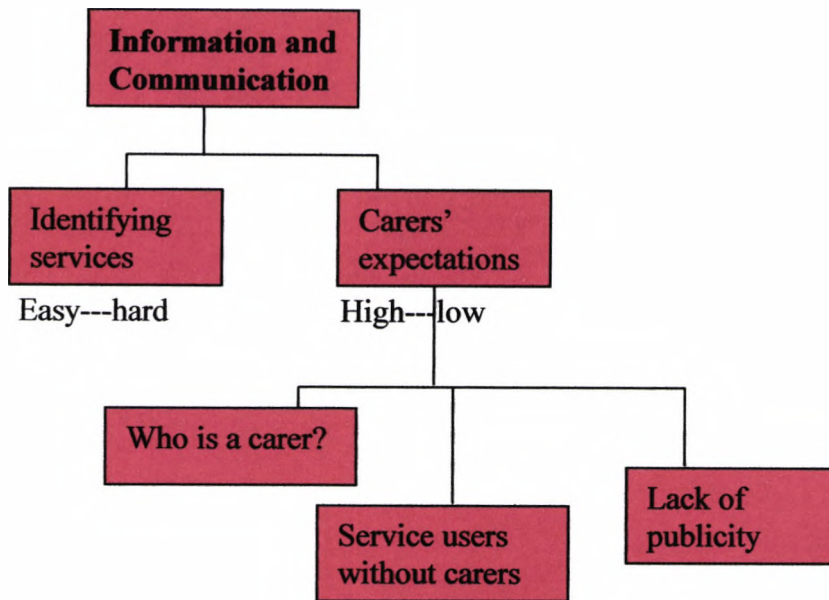 Information and
Communication
Identifying
services
Easy---hard
Carers’
expectations
High---low
Who is a carer?
Service users
without carers
Lack of
publicity